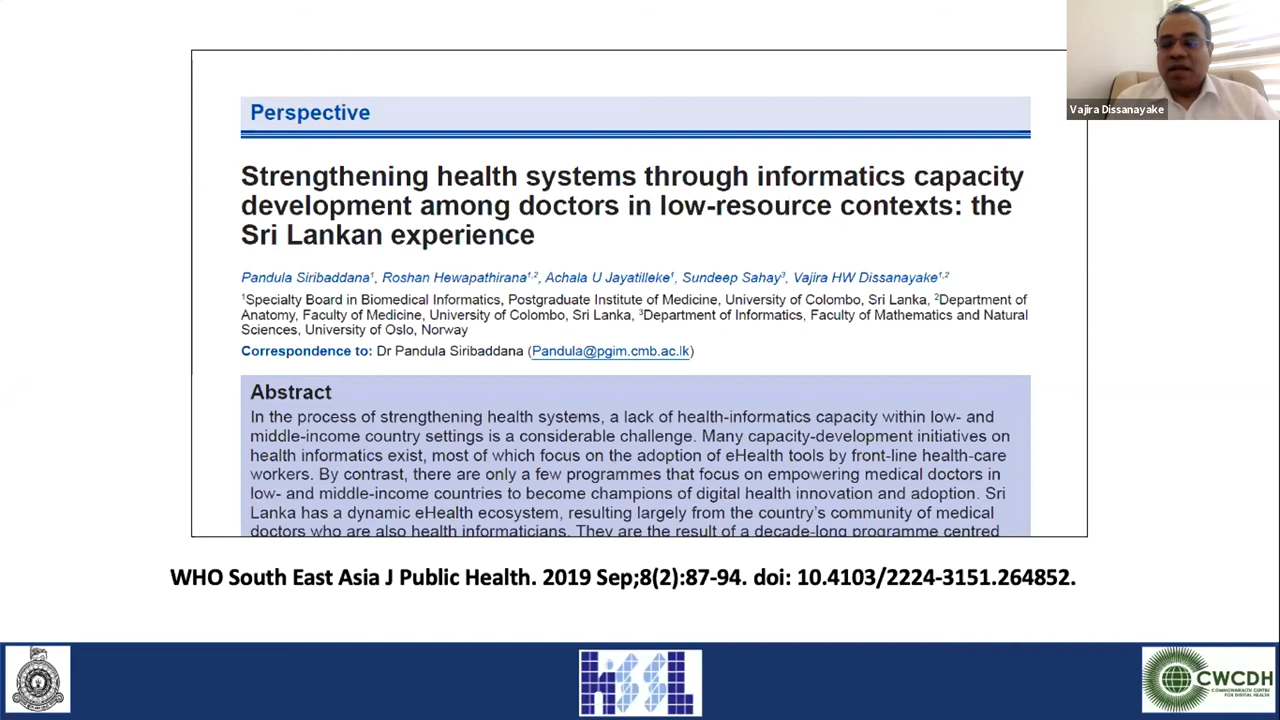 Vajira Dissanayake
Perspective
Strengthening health systems through informatics capacity
development among doctors in low-resource contexts: the
Sri Lankan experience
Pandula Siribaddana¹, Roshan Hewapathirana¹,², Achala U Jayatilleke¹, Sundeep Sahay³, Vajira HW Dissanayake¹,²
¹Specialty Board in Biomedical Informatics, Postgraduate Institute of Medicine, University of Colombo, Sri Lanka, ²Department of
Anatomy, Faculty of Medicine, University of Colombo, Sri Lanka, ³Department of Informatics, Faculty of Mathematics and Natural
Sciences, University of Oslo, Norway
Correspondence to: Dr Pandula Siribaddana (Pandula@pgim.cmb.ac.lk)
Abstract
In the process of strengthening health systems, a lack of health-informatics capacity within low- and
middle-income country settings is a considerable challenge. Many capacity-development initiatives on
health informatics exist, most of which focus on the adoption of eHealth tools by front-line health-care
workers. By contrast, there are only a few programmes that focus on empowering medical doctors in
low- and middle-income countries to become champions of digital health innovation and adoption. Sri
Lanka has a dynamic eHealth ecosystem, resulting largely from the country's community of medical
doctors who are also health informaticians. They are the result of a decade-long programme centred
WHO South East Asia J Public Health. 2019 Sep;8(2):87-94. doi: 10.4103/2224-3151.264852.
HISSL
CWCDH
COMMONWEALTH CENTRE
FOR DIGITAL HEALTH